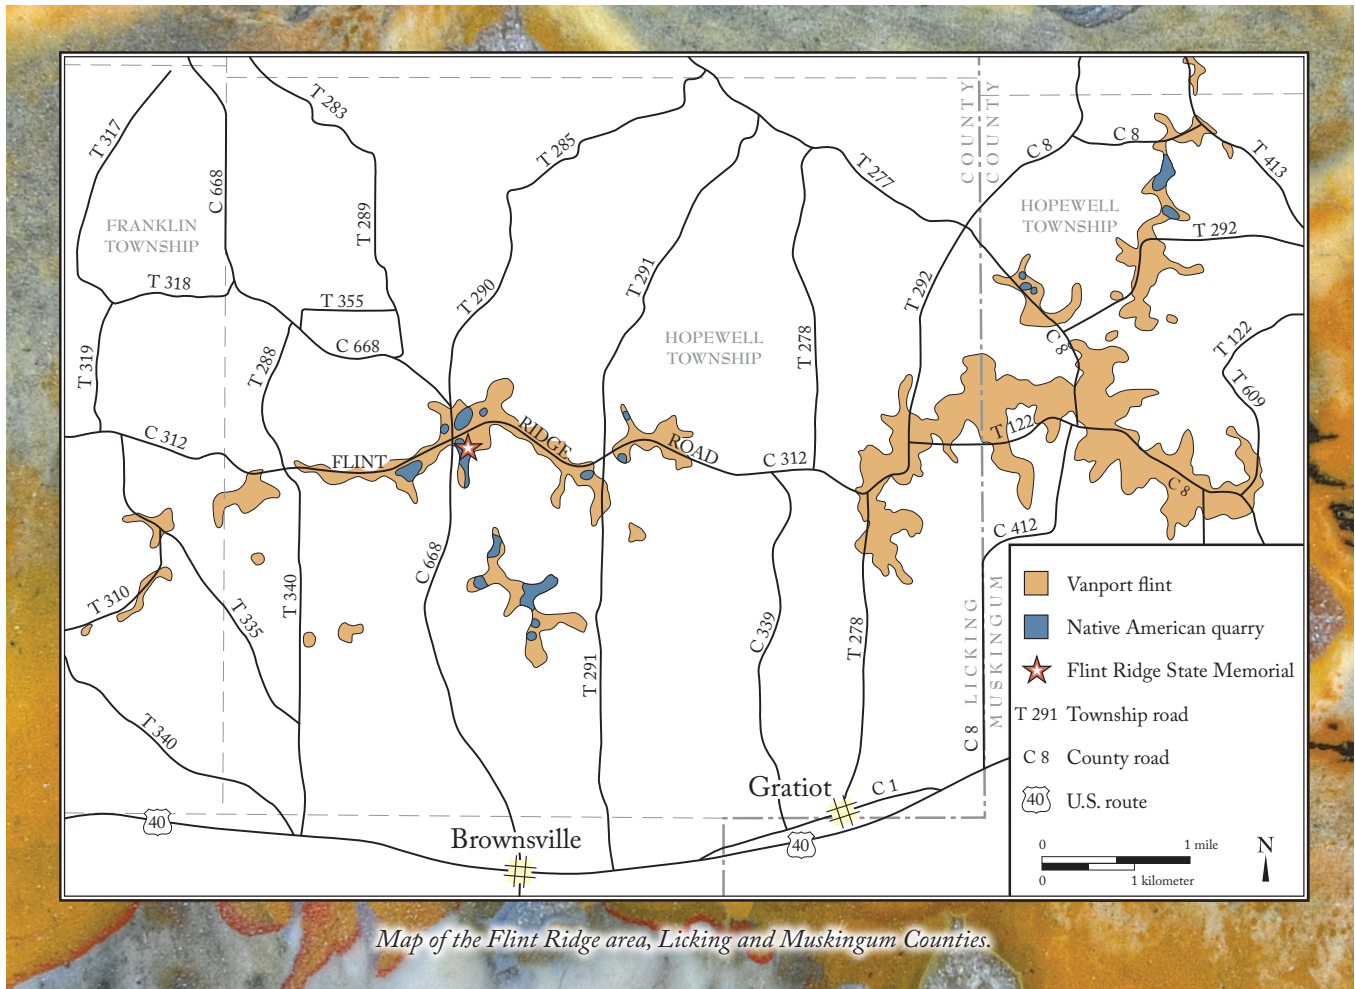 T 317
C 668
T 283
T 289
T 285
T 277
COUNTY
COUNTY
C 8
C 8
T 413
FRANKLIN
TOWNSHIP
HOPEWELL
TOWNSHIP
T 292
T 318
T 355
T 290
T 291
T 292
T 319
C 668
T 288
HOPEWELL
TOWNSHIP
T 278
C 8
T 122
T 609
C 312
FLINT
RIDGE
ROAD
C 312
T 122
C 8
C 412
T 310
T 335
T 340
C 668
T 291
C 339
T 278
LICKING
MUSKINGUM
C 8
T 340
Vanport flint
Native American quarry
Flint Ridge State Memorial
T 291 Township road
C 8 County road
40 U.S. route
0 1 mile
0 1 kilometer
N
Gratiot
C 1
40
Brownsville
40
Map of the Flint Ridge area, Licking and Muskingum Counties.